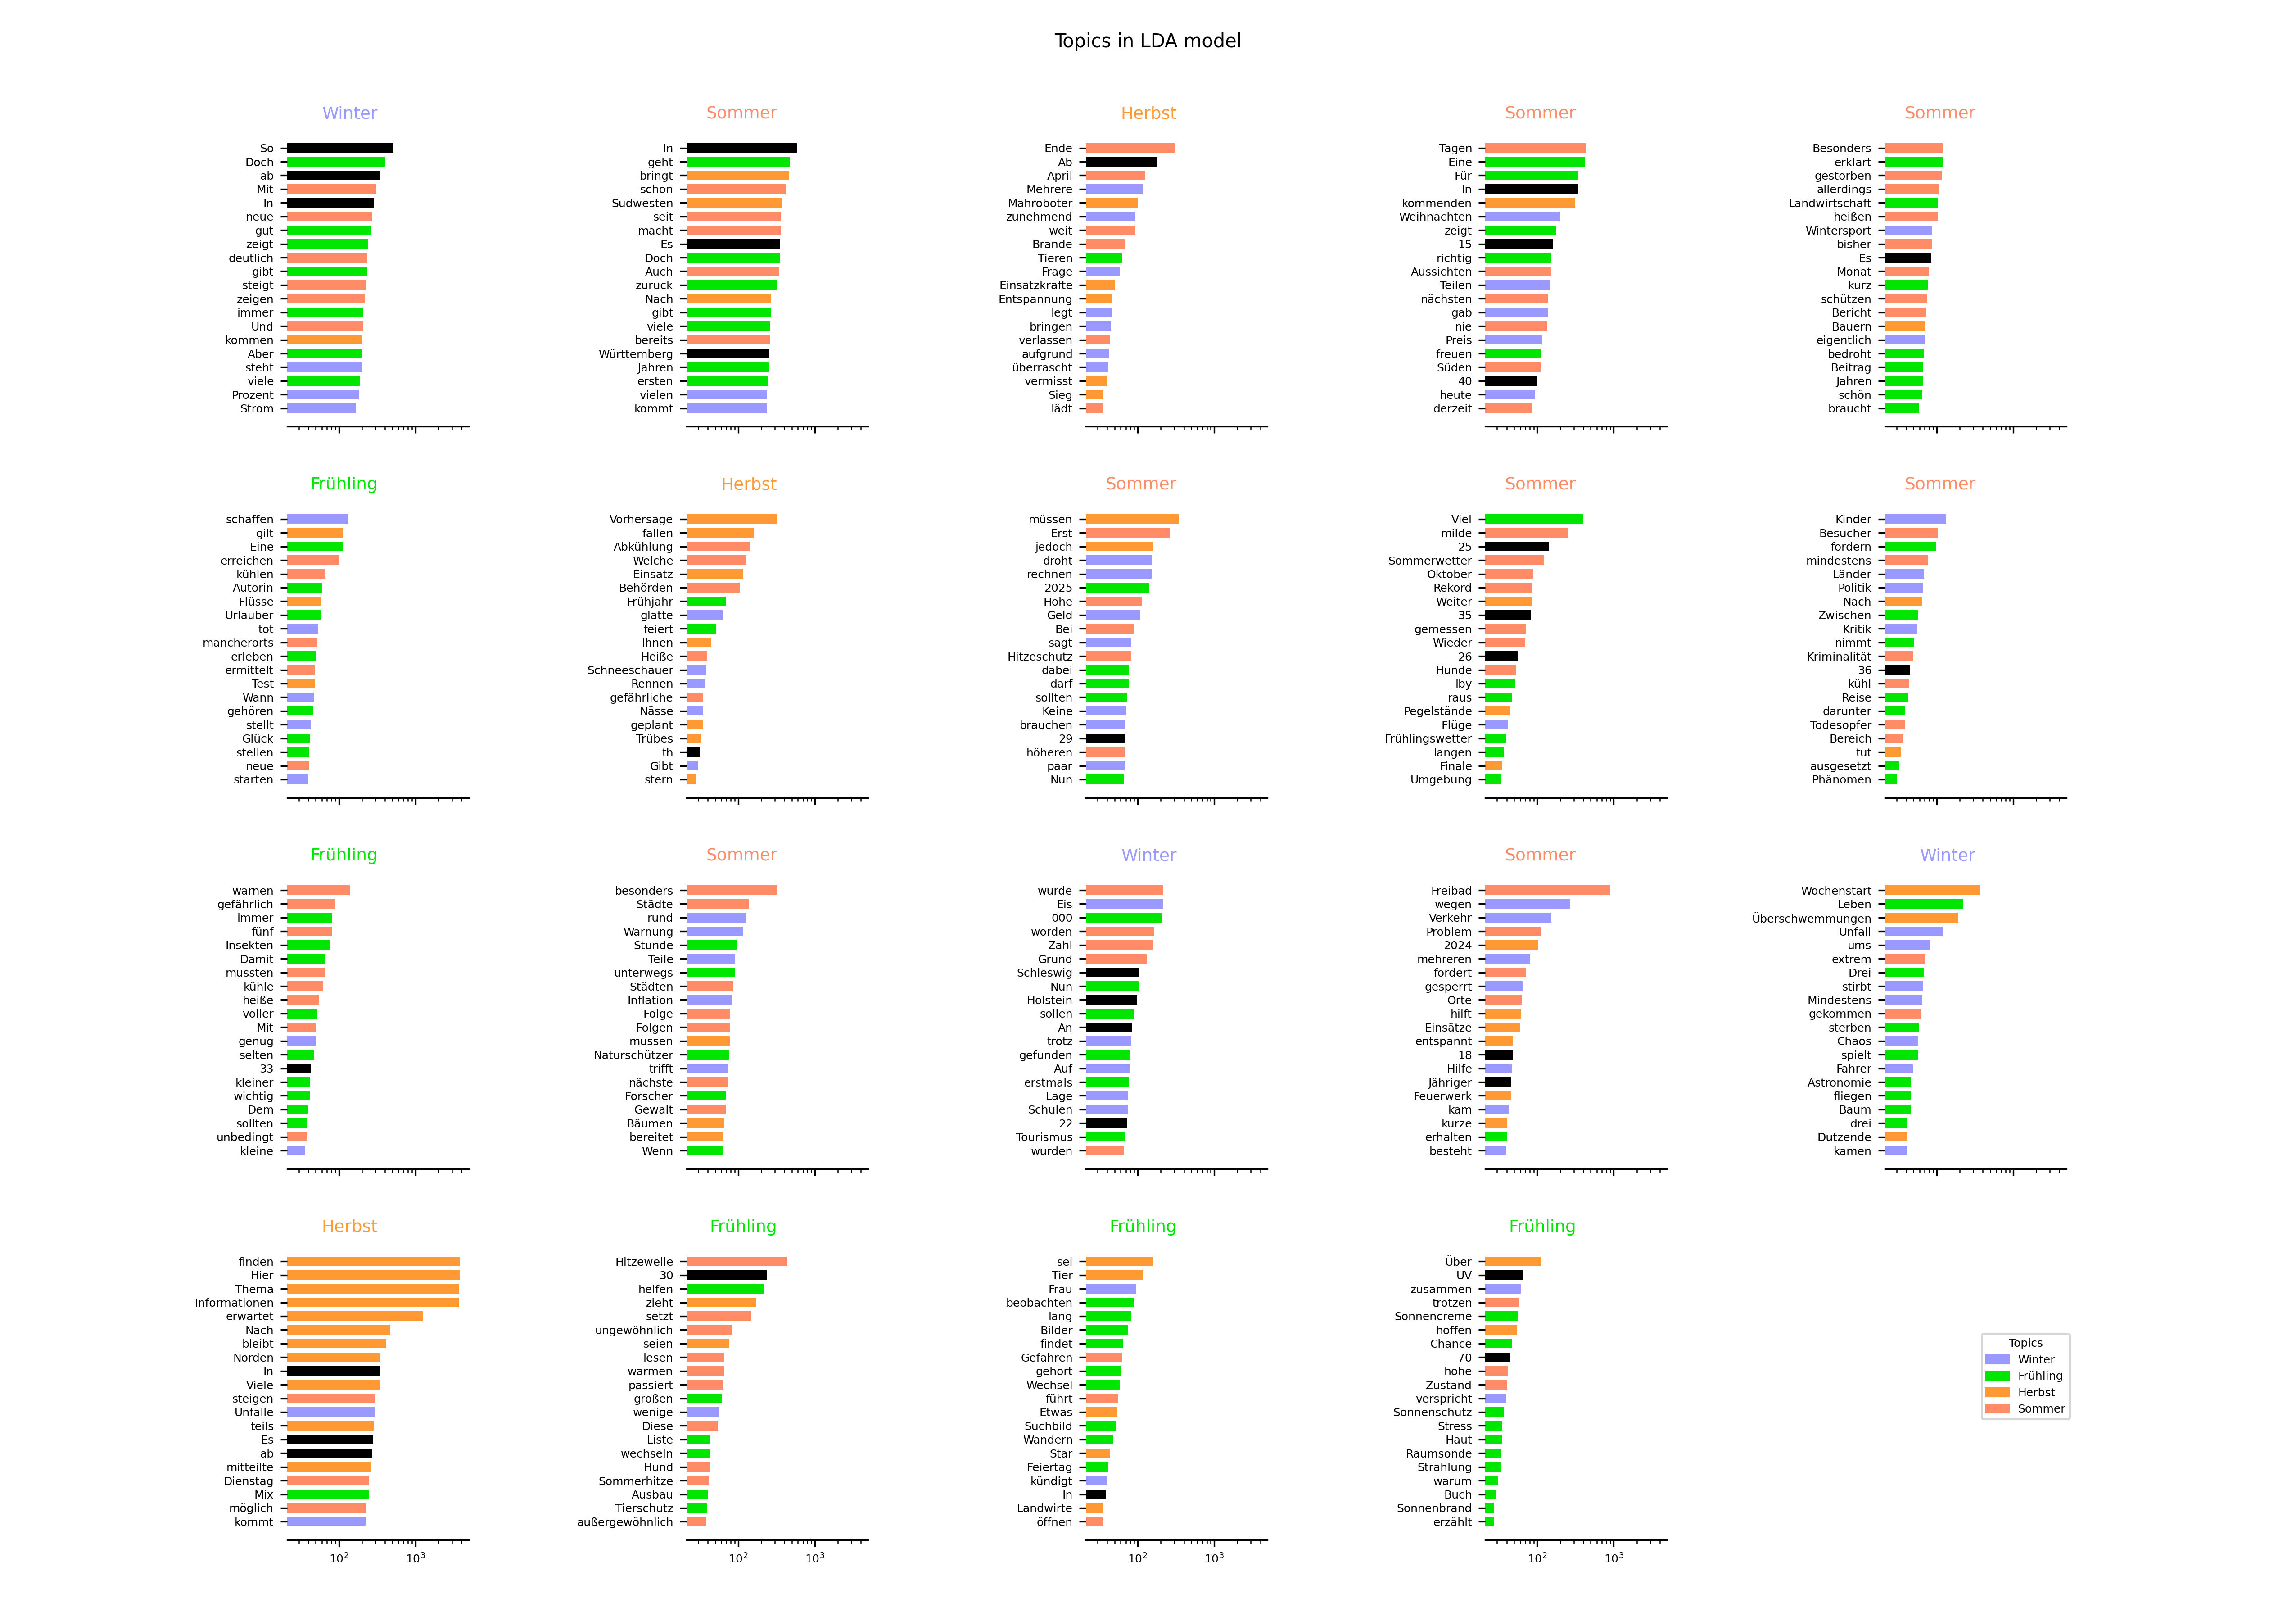 Topics in LDA model
Winter
So
Doch
ab
Mit
In
neue
gut
zeigt
deutlich
gibt
steigt
zeigen
immer
Und
kommen
Aber
steht
viele
Prozent
Strom
Sommer
In
geht
bringt
schon
Südwesten
seit
macht
Es
Doch
Auch
zurück
Nach
gibt
viele
bereits
Württemberg
Jahren
ersten
vielen
kommt
Herbst
Ende
Ab
April
Mehrere
Mähroboter
zunehmend
weit
Brände
Tieren
Frage
Einsatzkräfte
Entspannung
legt
bringen
verlassen
aufgrund
überrascht
vermisst
Sieg
lädt
Sommer
Tagen
Eine
Für
In
kommenden
Weihnachten
zeigt
15
richtig
Aussichten
Teilen
nächsten
gab
nie
Preis
freuen
Süden
40
heute
derzeit
Sommer
Besonders
erklärt
gestorben
allerdings
Landwirtschaft
heißen
Wintersport
bisher
Es
Monat
kurz
schützen
Bericht
Bauern
eigentlich
bedroht
Beitrag
Jahren
schön
braucht
Frühling
schaffen
gilt
Eine
erreichen
kühlen
Autorin
Flüsse
Urlauber
tot
mancherorts
erleben
ermittelt
Test
Wann
gehören
stellt
Glück
stellen
neue
starten
Herbst
Vorhersage
fallen
Abkühlung
Welche
Einsatz
Behörden
Frühjahr
glatte
feiert
Ihnen
Heiße
Schneeschauer
Rennen
gefährliche
Nässe
geplant
Trübes
th
Gibt
stern
Sommer
müssen
Erst
jedoch
droht
rechnen
2025
Hohe
Geld
Bei
sagt
Hitzeschutz
dabei
darf
sollten
Keine
brauchen
29
höheren
paar
Nun
Sommer
Viel
milde
25
Sommerwetter
Oktober
Rekord
Weiter
35
gemessen
Wieder
26
Hunde
lby
raus
Pegelstände
Flüge
Frühlingswetter
langen
Finale
Umgebung
Sommer
Kinder
Besucher
fordern
mindestens
Länder
Politik
Nach
Zwischen
Kritik
nimmt
Kriminalität
36
kühl
Reise
darunter
Todesopfer
Bereich
tut
ausgesetzt
Phänomen
Frühling
warnen
gefährlich
immer
fünf
Insekten
Damit
mussten
kühle
heiße
voller
Mit
genug
selten
33
kleiner
wichtig
Dem
sollten
unbedingt
kleine
Sommer
besonders
Städte
rund
Warnung
Stunde
Teile
unterwegs
Städten
Inflation
Folge
Folgen
müssen
Naturschützer
trifft
nächste
Forscher
Gewalt
Bäumen
bereitet
Wenn
Winter
wurde
Eis
000
worden
Zahl
Grund
Schleswig
Nun
Holstein
sollen
An
trotz
gefunden
Auf
erstmals
Lage
Schulen
22
Tourismus
wurden
Sommer
Freibad
wegen
Verkehr
Problem
2024
mehreren
fordert
gesperrt
Orte
hilft
Einsätze
entspannt
18
Hilfe
Jähriger
Feuerwerk
kam
kurze
erhalten
besteht
Winter
Wochenstart
Leben
Überschwemmungen
Unfall
ums
extrem
Drei
stirbt
Mindestens
gekommen
sterben
Chaos
spielt
Fahrer
Astronomie
fliegen
Baum
drei
Dutzende
kamen
Herbst
finden
Hier
Thema
Informationen
erwartet
Nach
bleibt
Norden
In
Viele
steigen
Unfälle
teils
Es
ab
mitteilte
Dienstag
Mix
möglich
kommt
10² 10³
Frühling
Hitzewelle
30
helfen
zieht
setzt
ungewöhnlich
seien
lesen
warmen
passiert
großen
wenige
Diese
Liste
wechseln
Hund
Sommerhitze
Ausbau
Tierschutz
außergewöhnlich
10² 10³
Frühling
sei
Tier
Frau
beobachten
lang
Bilder
findet
Gefahren
gehört
Wechsel
führt
Etwas
Suchbild
Wandern
Star
Feiertag
kündigt
In
Landwirte
öffnen
10² 10³
Frühling
Über
UV
zusammen
trotzen
Sonnencreme
hoffen
Chance
70
hohe
Zustand
verspricht
Sonnenschutz
Stress
Haut
Raumsonde
Strahlung
warum
Buch
Sonnenbrand
erzählt
10² 10³
Topics
Winter
Frühling
Herbst
Sommer